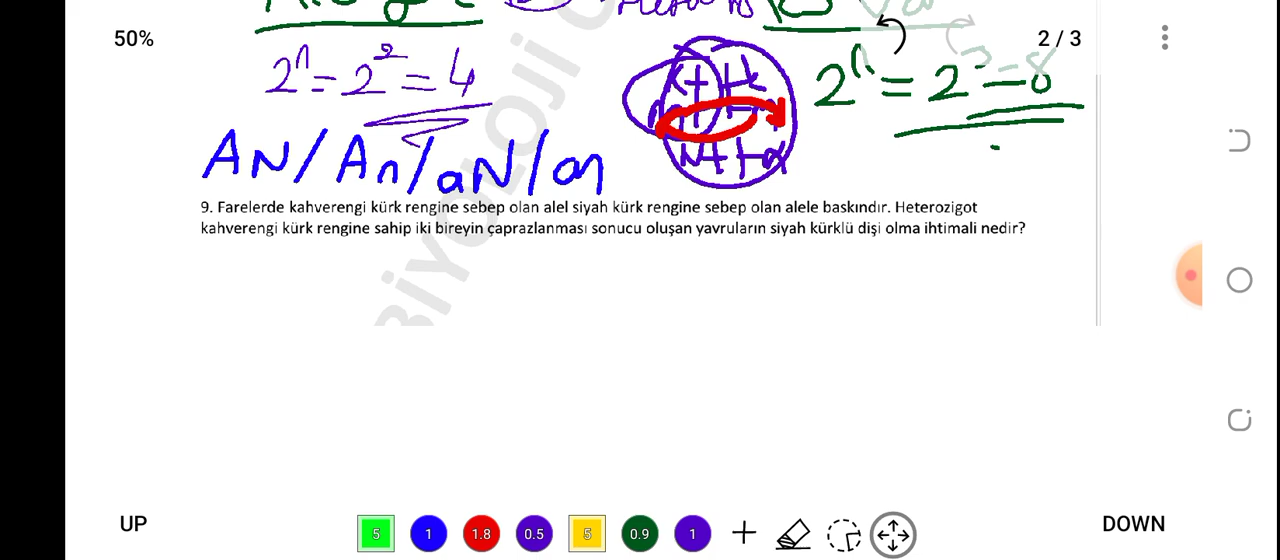 50%
2 / 3
2ⁿ = 2² = 4
2ⁿ = 2³ = 8
AN / An / aN / an
9. Farelerde kahverengi kürk rengine sebep olan alel siyah kürk rengine sebep olan alele baskındır. Heterozigot
kahverengi kürk rengine sahip iki bireyin çaprazlanması sonucu oluşan yavruların siyah kürklü dişi olma ihtimali nedir?
BİYOLOJİ
UP
5 1 1.8 0.5 5 0.9 1
DOWN